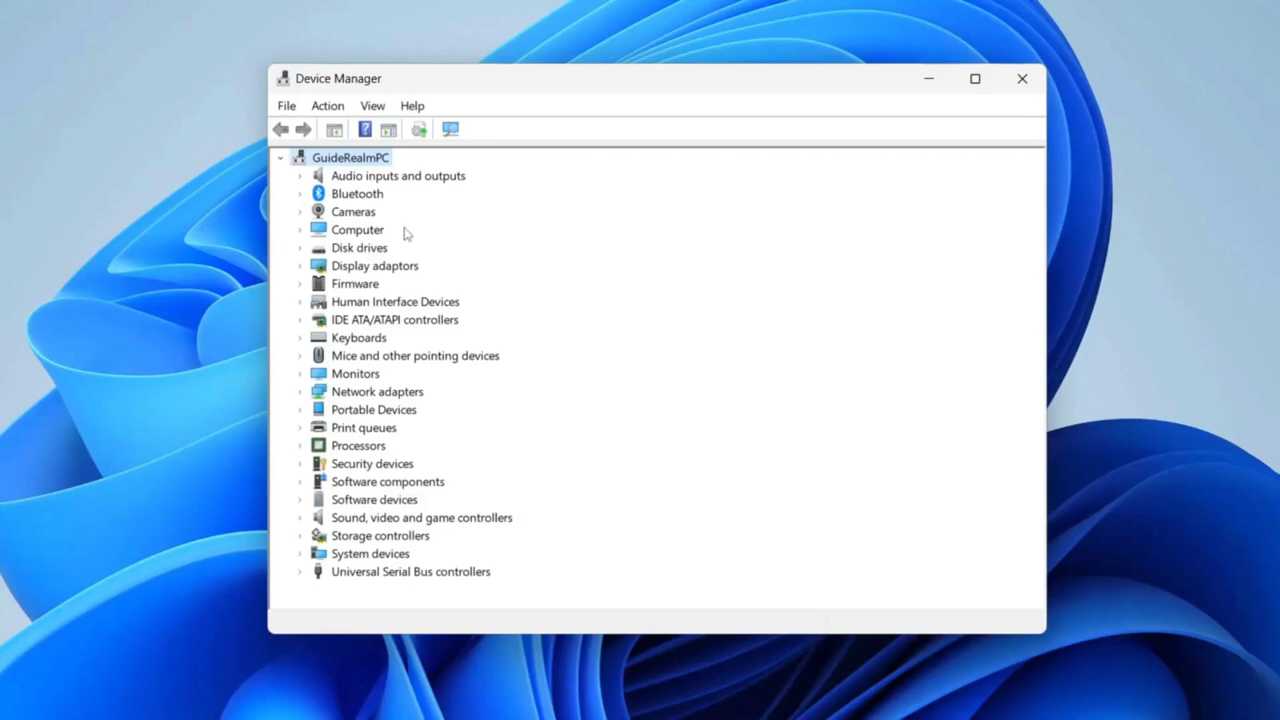 Device Manager
File Action View Help
GuideRealmPC
Audio inputs and outputs
Bluetooth
Cameras
Computer
Disk drives
Display adaptors
Firmware
Human Interface Devices
IDE ATA/ATAPI controllers
Keyboards
Mice and other pointing devices
Monitors
Network adapters
Portable Devices
Print queues
Processors
Security devices
Software components
Software devices
Sound, video and game controllers
Storage controllers
System devices
Universal Serial Bus controllers